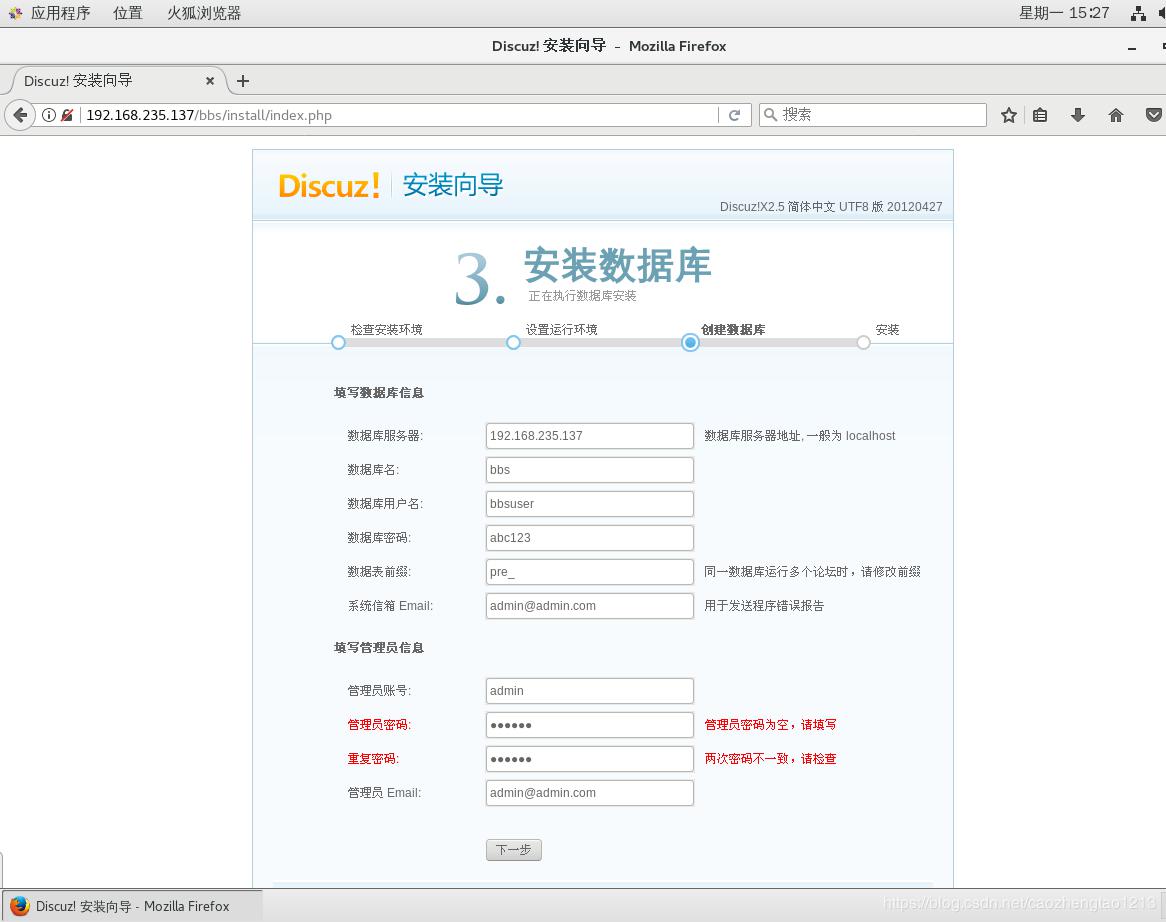 应用程序 位置 火狐浏览器 星期一 15:27
Discuz! 安装向导 - Mozilla Firefox
Discuz! 安装向导
192.168.235.137/bbs/install/index.php 搜索
Discuz! 安装向导
Discuz!X2.5 简体中文 UTF8 版 20120427
3. 安装数据库
正在执行数据库安装
检查安装环境 设置运行环境 创建数据库 安装
填写数据库信息
数据库服务器: 192.168.235.137 数据库服务器地址, 一般为 localhost
数据库名: bbs
数据库用户名: bbsuser
数据库密码: abc123
数据表前缀: pre_ 同一数据库运行多个论坛时，请修改前缀
系统信箱 Email: admin@admin.com 用于发送程序错误报告
填写管理员信息
管理员账号: admin
管理员密码: ●●●●●● 管理员密码为空，请填写
重复密码: ●●●●●● 两次密码不一致，请检查
管理员 Email: admin@admin.com
下一步
Discuz! 安装向导 - Mozilla Firefox
https://blog.csdn.net/caozhengtao1213